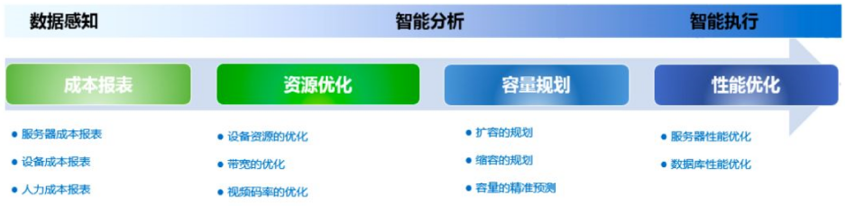 数据感知 智能分析 智能执行
成本报表 资源优化 容量规划 性能优化
• 服务器成本报表
• 设备成本报表
• 人力成本报表
• 设备资源的优化
• 带宽的优化
• 视频码率的优化
• 扩容的规划
• 缩容的规划
• 容量的精准预测
• 服务器性能优化
• 数据库性能优化